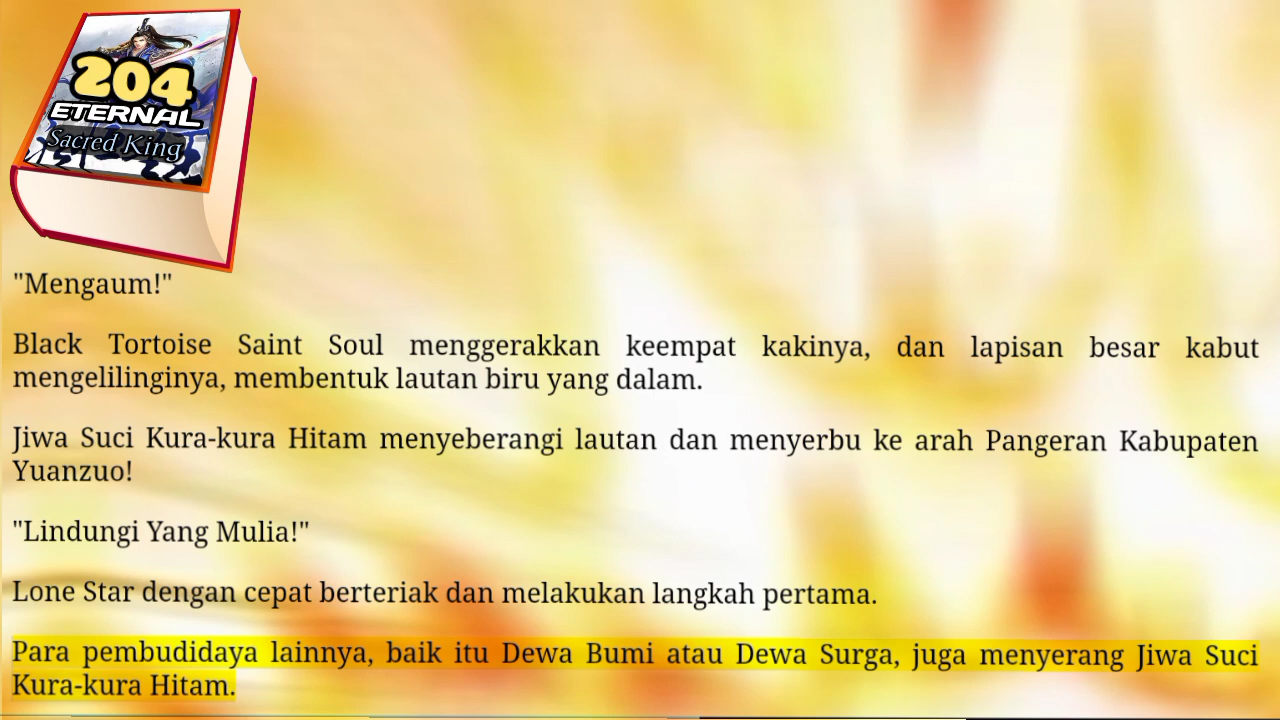 204
ETERNAL
Sacred King
"Mengaum!"
Black Tortoise Saint Soul menggerakkan keempat kakinya, dan lapisan besar kabut
mengelilinginya, membentuk lautan biru yang dalam.
Jiwa Suci Kura-kura Hitam menyeberangi lautan dan menyerbu ke arah Pangeran Kabupaten
Yuanzuo!
"Lindungi Yang Mulia!"
Lone Star dengan cepat berteriak dan melakukan langkah pertama.
Para pembudidaya lainnya, baik itu Dewa Bumi atau Dewa Surga, juga menyerang Jiwa Suci
Kura-kura Hitam.